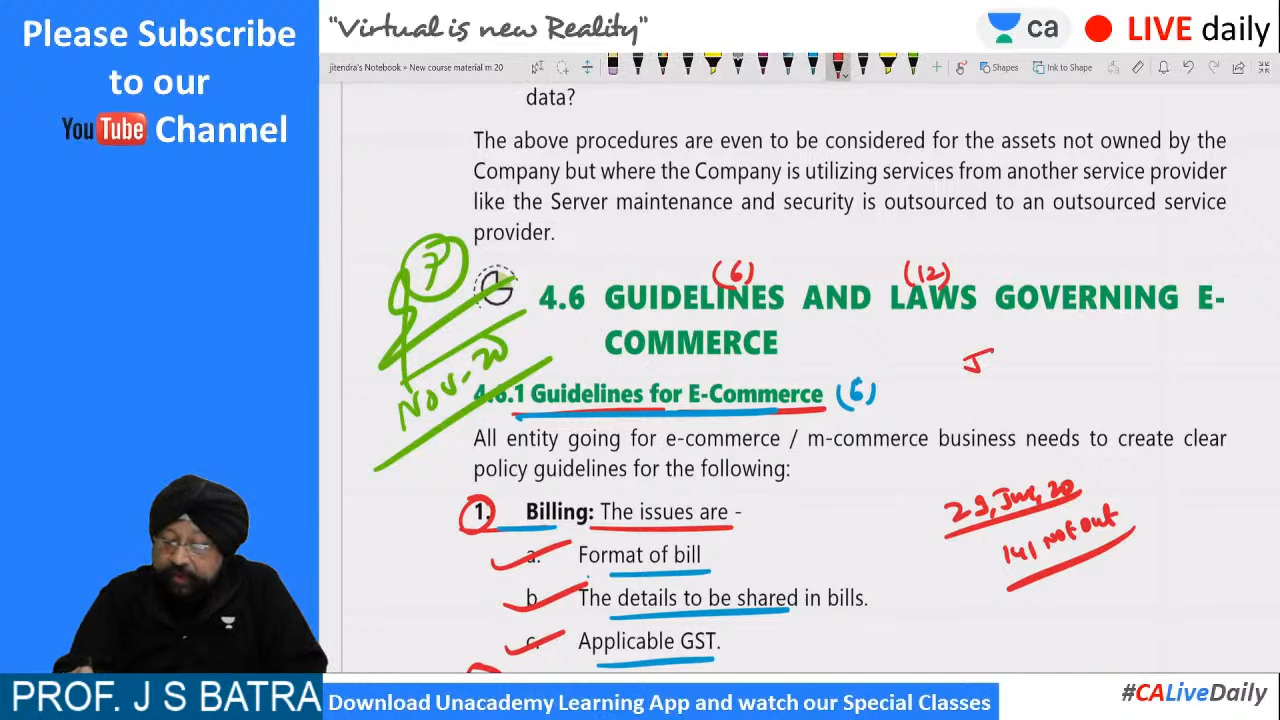 Please Subscribe
to our
YouTube Channel
"Virtual is new Reality"
ca LIVE daily
jitendra's Notebook » New course material m 20
Shapes
Ink to Shape
data?
The above procedures are even to be considered for the assets not owned by the
Company but where the Company is utilizing services from another service provider
like the Server maintenance and security is outsourced to an outsourced service
provider.
7
(6) (12)
4.6 GUIDELINES AND LAWS GOVERNING E-
COMMERCE
Nov-20
4.6.1 Guidelines for E-Commerce (6)
All entity going for e-commerce / m-commerce business needs to create clear
policy guidelines for the following:
1. Billing: The issues are -
29, June, 20
141 Not Out
a. Format of bill
b. The details to be shared in bills.
c. Applicable GST.
PROF. J S BATRA
Download Unacademy Learning App and watch our Special Classes
#CALiveDaily